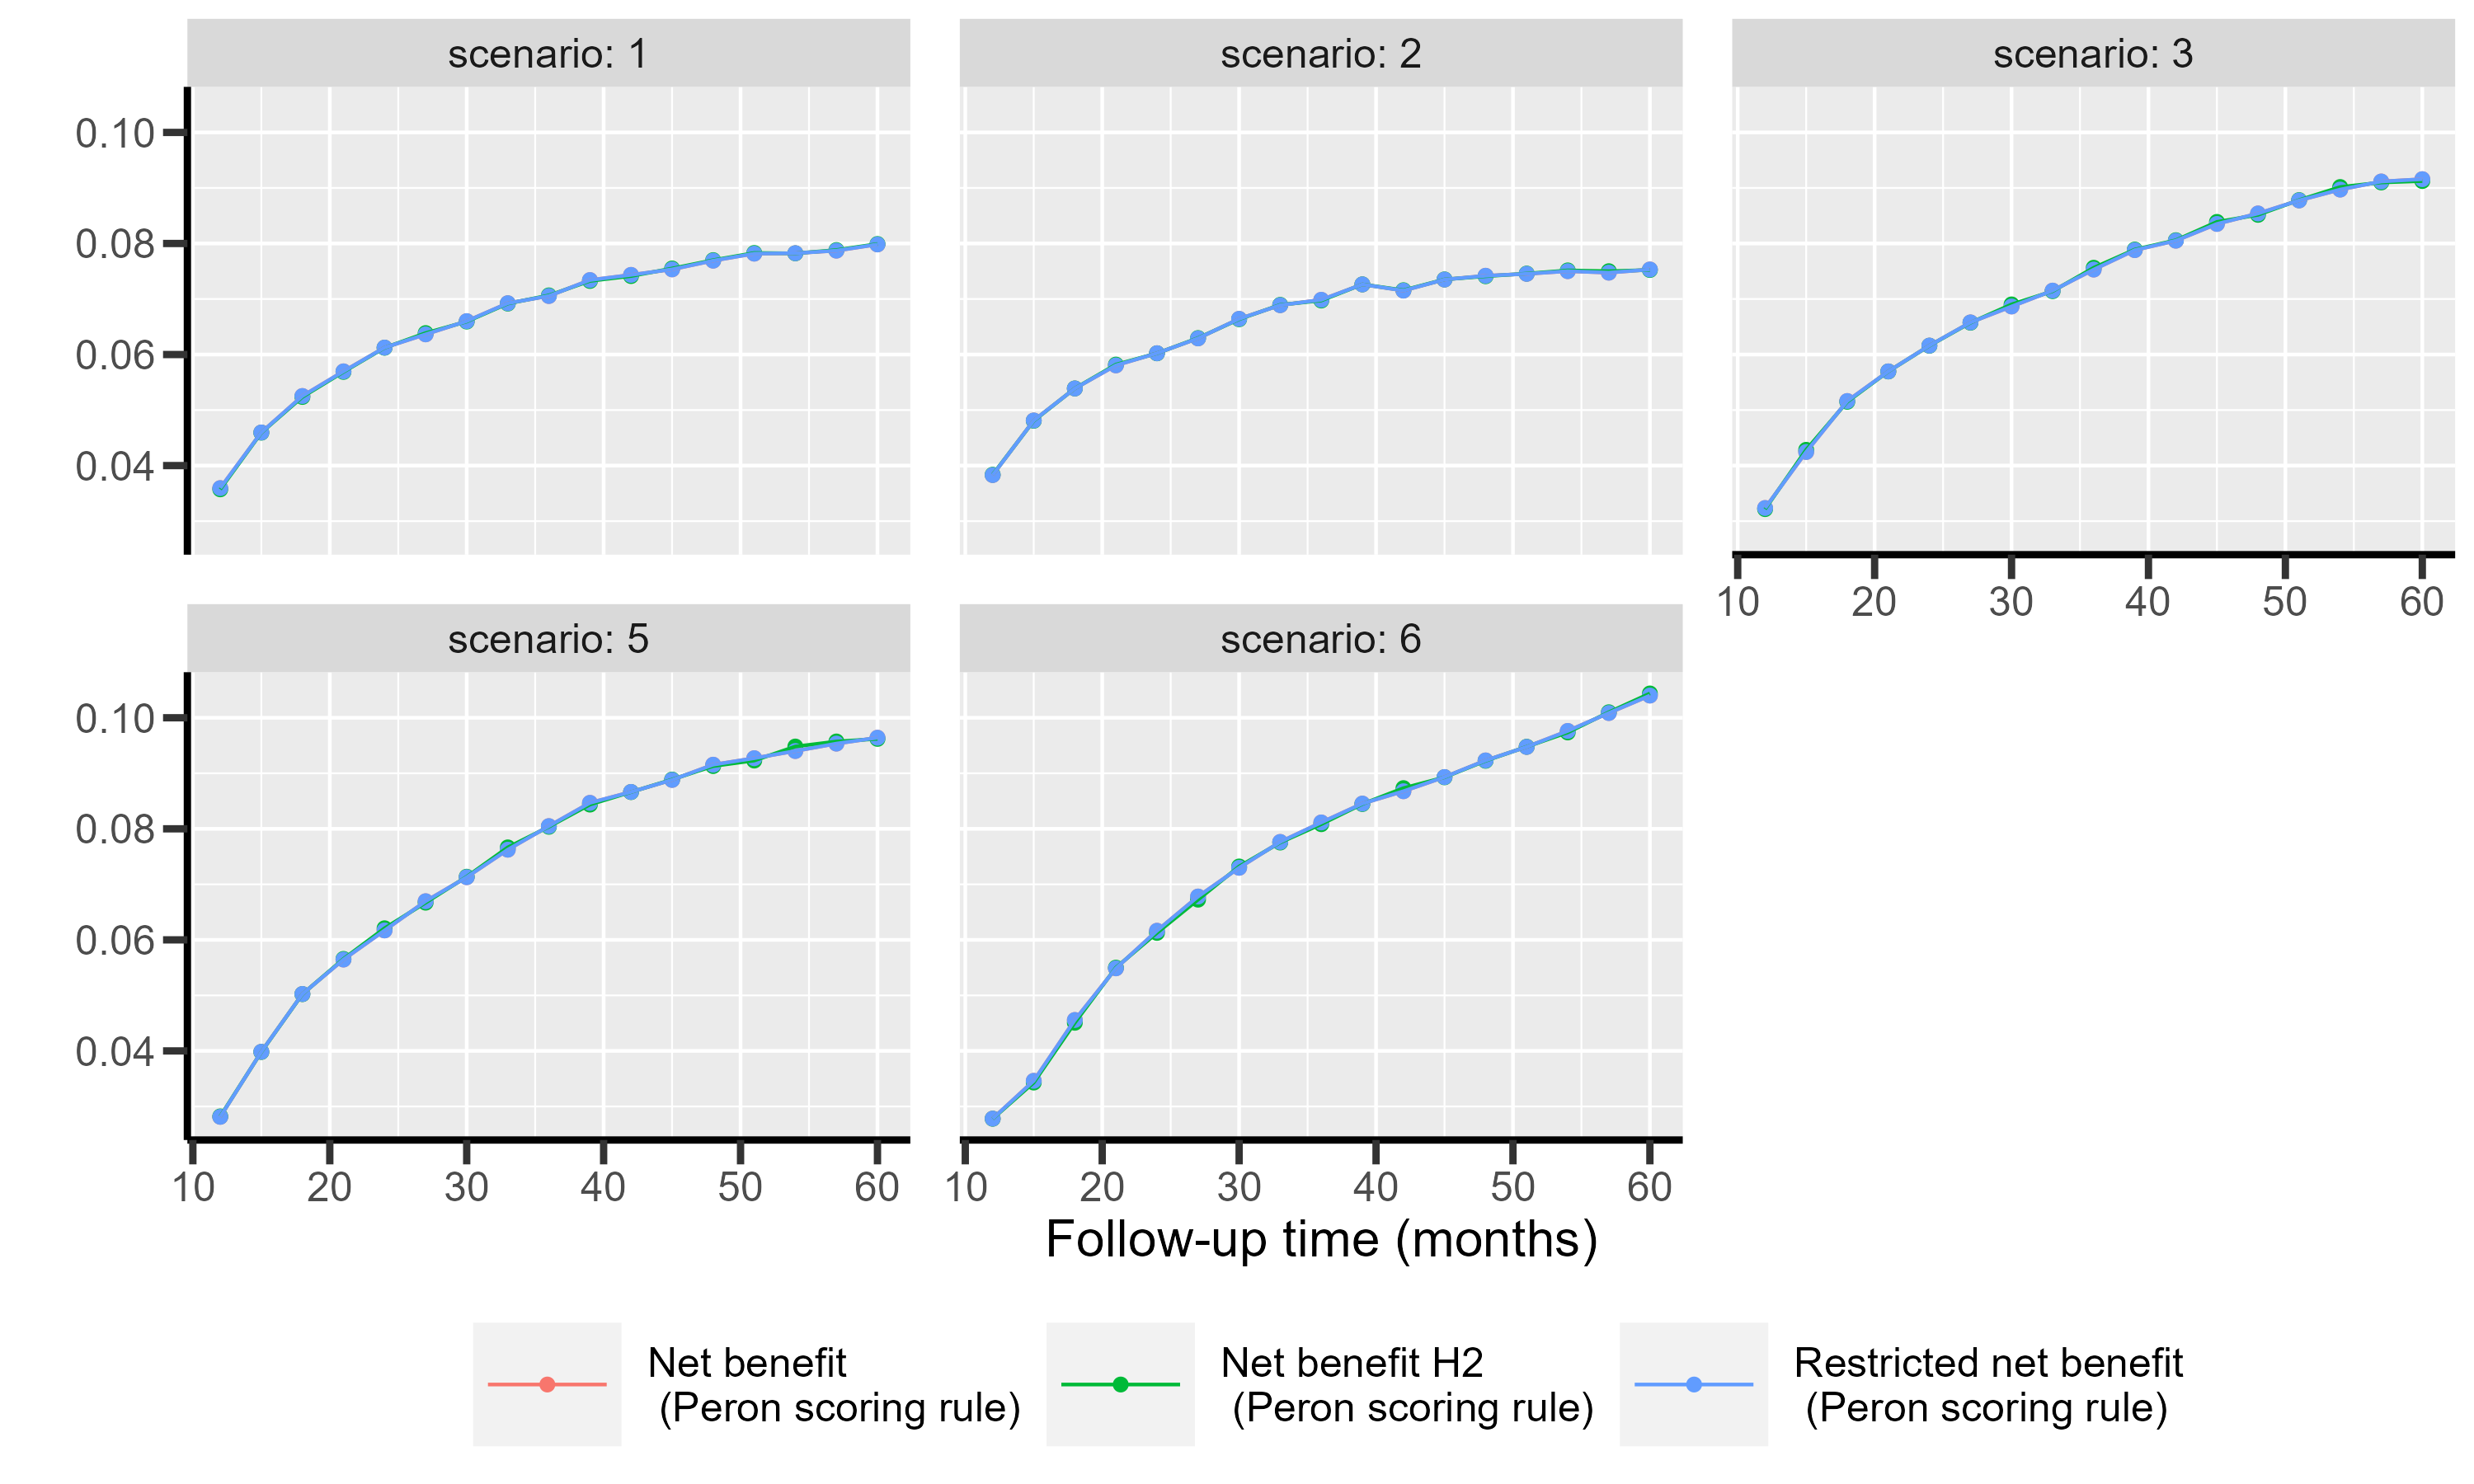 scenario: 1
scenario: 2
scenario: 3
0.10
0.08
0.06
0.04
10 20 30 40 50 60
scenario: 5
scenario: 6
0.10
0.08
0.06
0.04
10 20 30 40 50 60
10 20 30 40 50 60
Follow-up time (months)
Net benefit
(Peron scoring rule)
Net benefit H2
(Peron scoring rule)
Restricted net benefit
(Peron scoring rule)